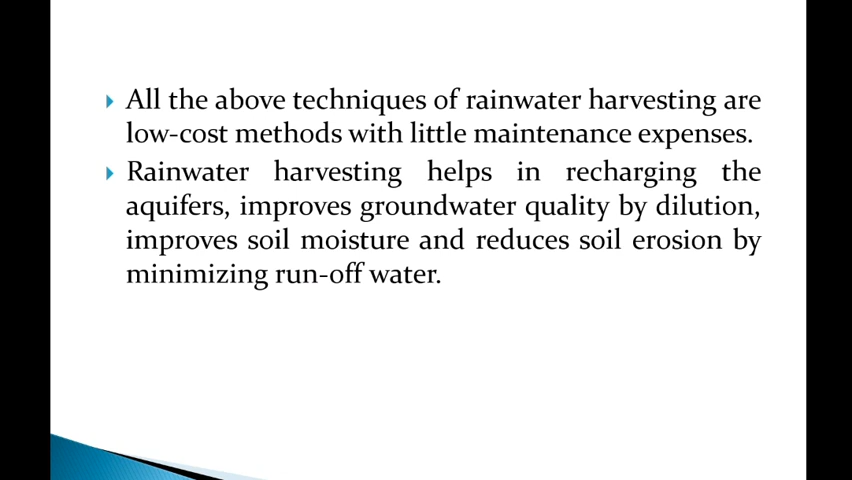 All the above techniques of rainwater harvesting are
low-cost methods with little maintenance expenses.
Rainwater harvesting helps in recharging the
aquifers, improves groundwater quality by dilution,
improves soil moisture and reduces soil erosion by
minimizing run-off water.